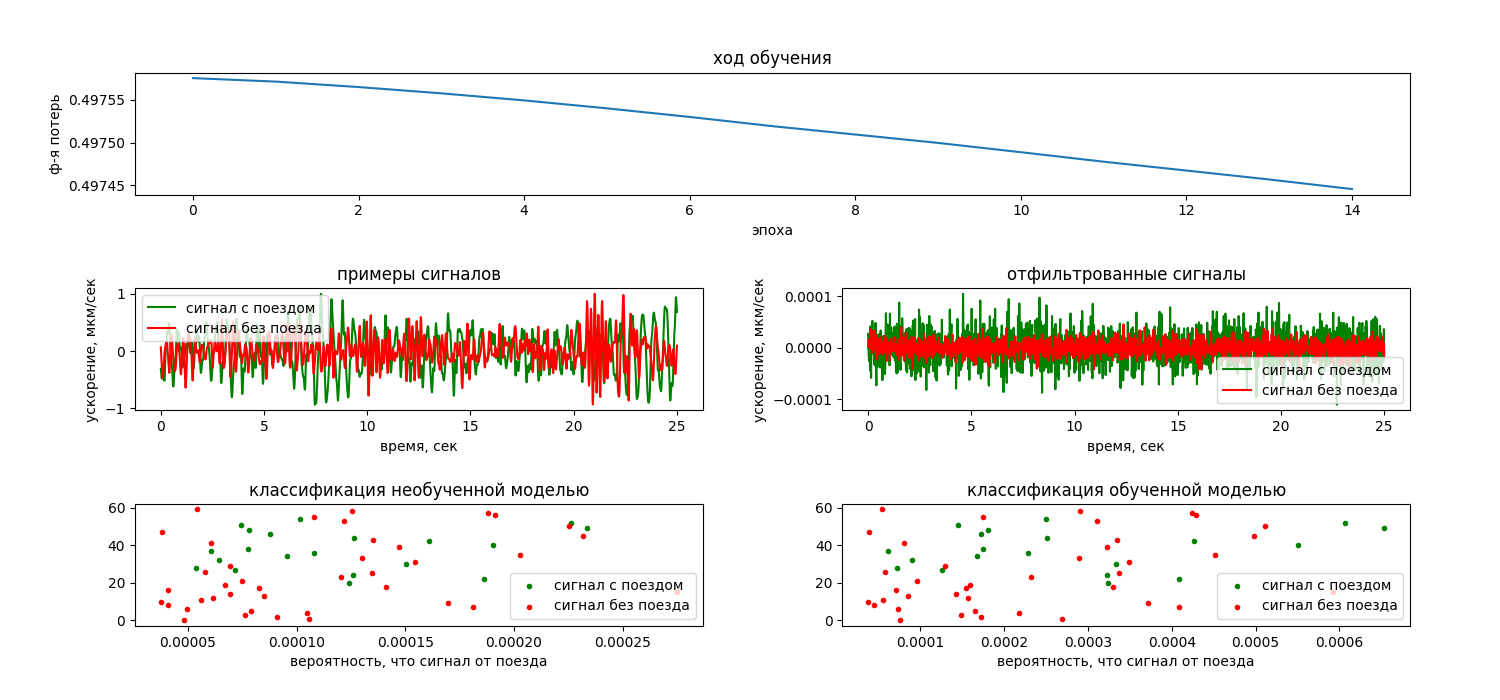 ход обучения
ф-я потерь
0.49755
0.49750
0.49745
0 2 4 6 8 10 12 14
эпоха
примеры сигналов
ускорение, мкм/сек
1
0
−1
сигнал с поездом
сигнал без поезда
0 5 10 15 20 25
время, сек
отфильтрованные сигналы
ускорение, мкм/сек
0.0001
0.0000
−0.0001
сигнал с поездом
сигнал без поезда
0 5 10 15 20 25
время, сек
классификация необученной моделью
60
40
20
0
сигнал с поездом
сигнал без поезда
0.00005 0.00010 0.00015 0.00020 0.00025
вероятность, что сигнал от поезда
классификация обученной моделью
60
40
20
0
сигнал с поездом
сигнал без поезда
0.0001 0.0002 0.0003 0.0004 0.0005 0.0006
вероятность, что сигнал от поезда